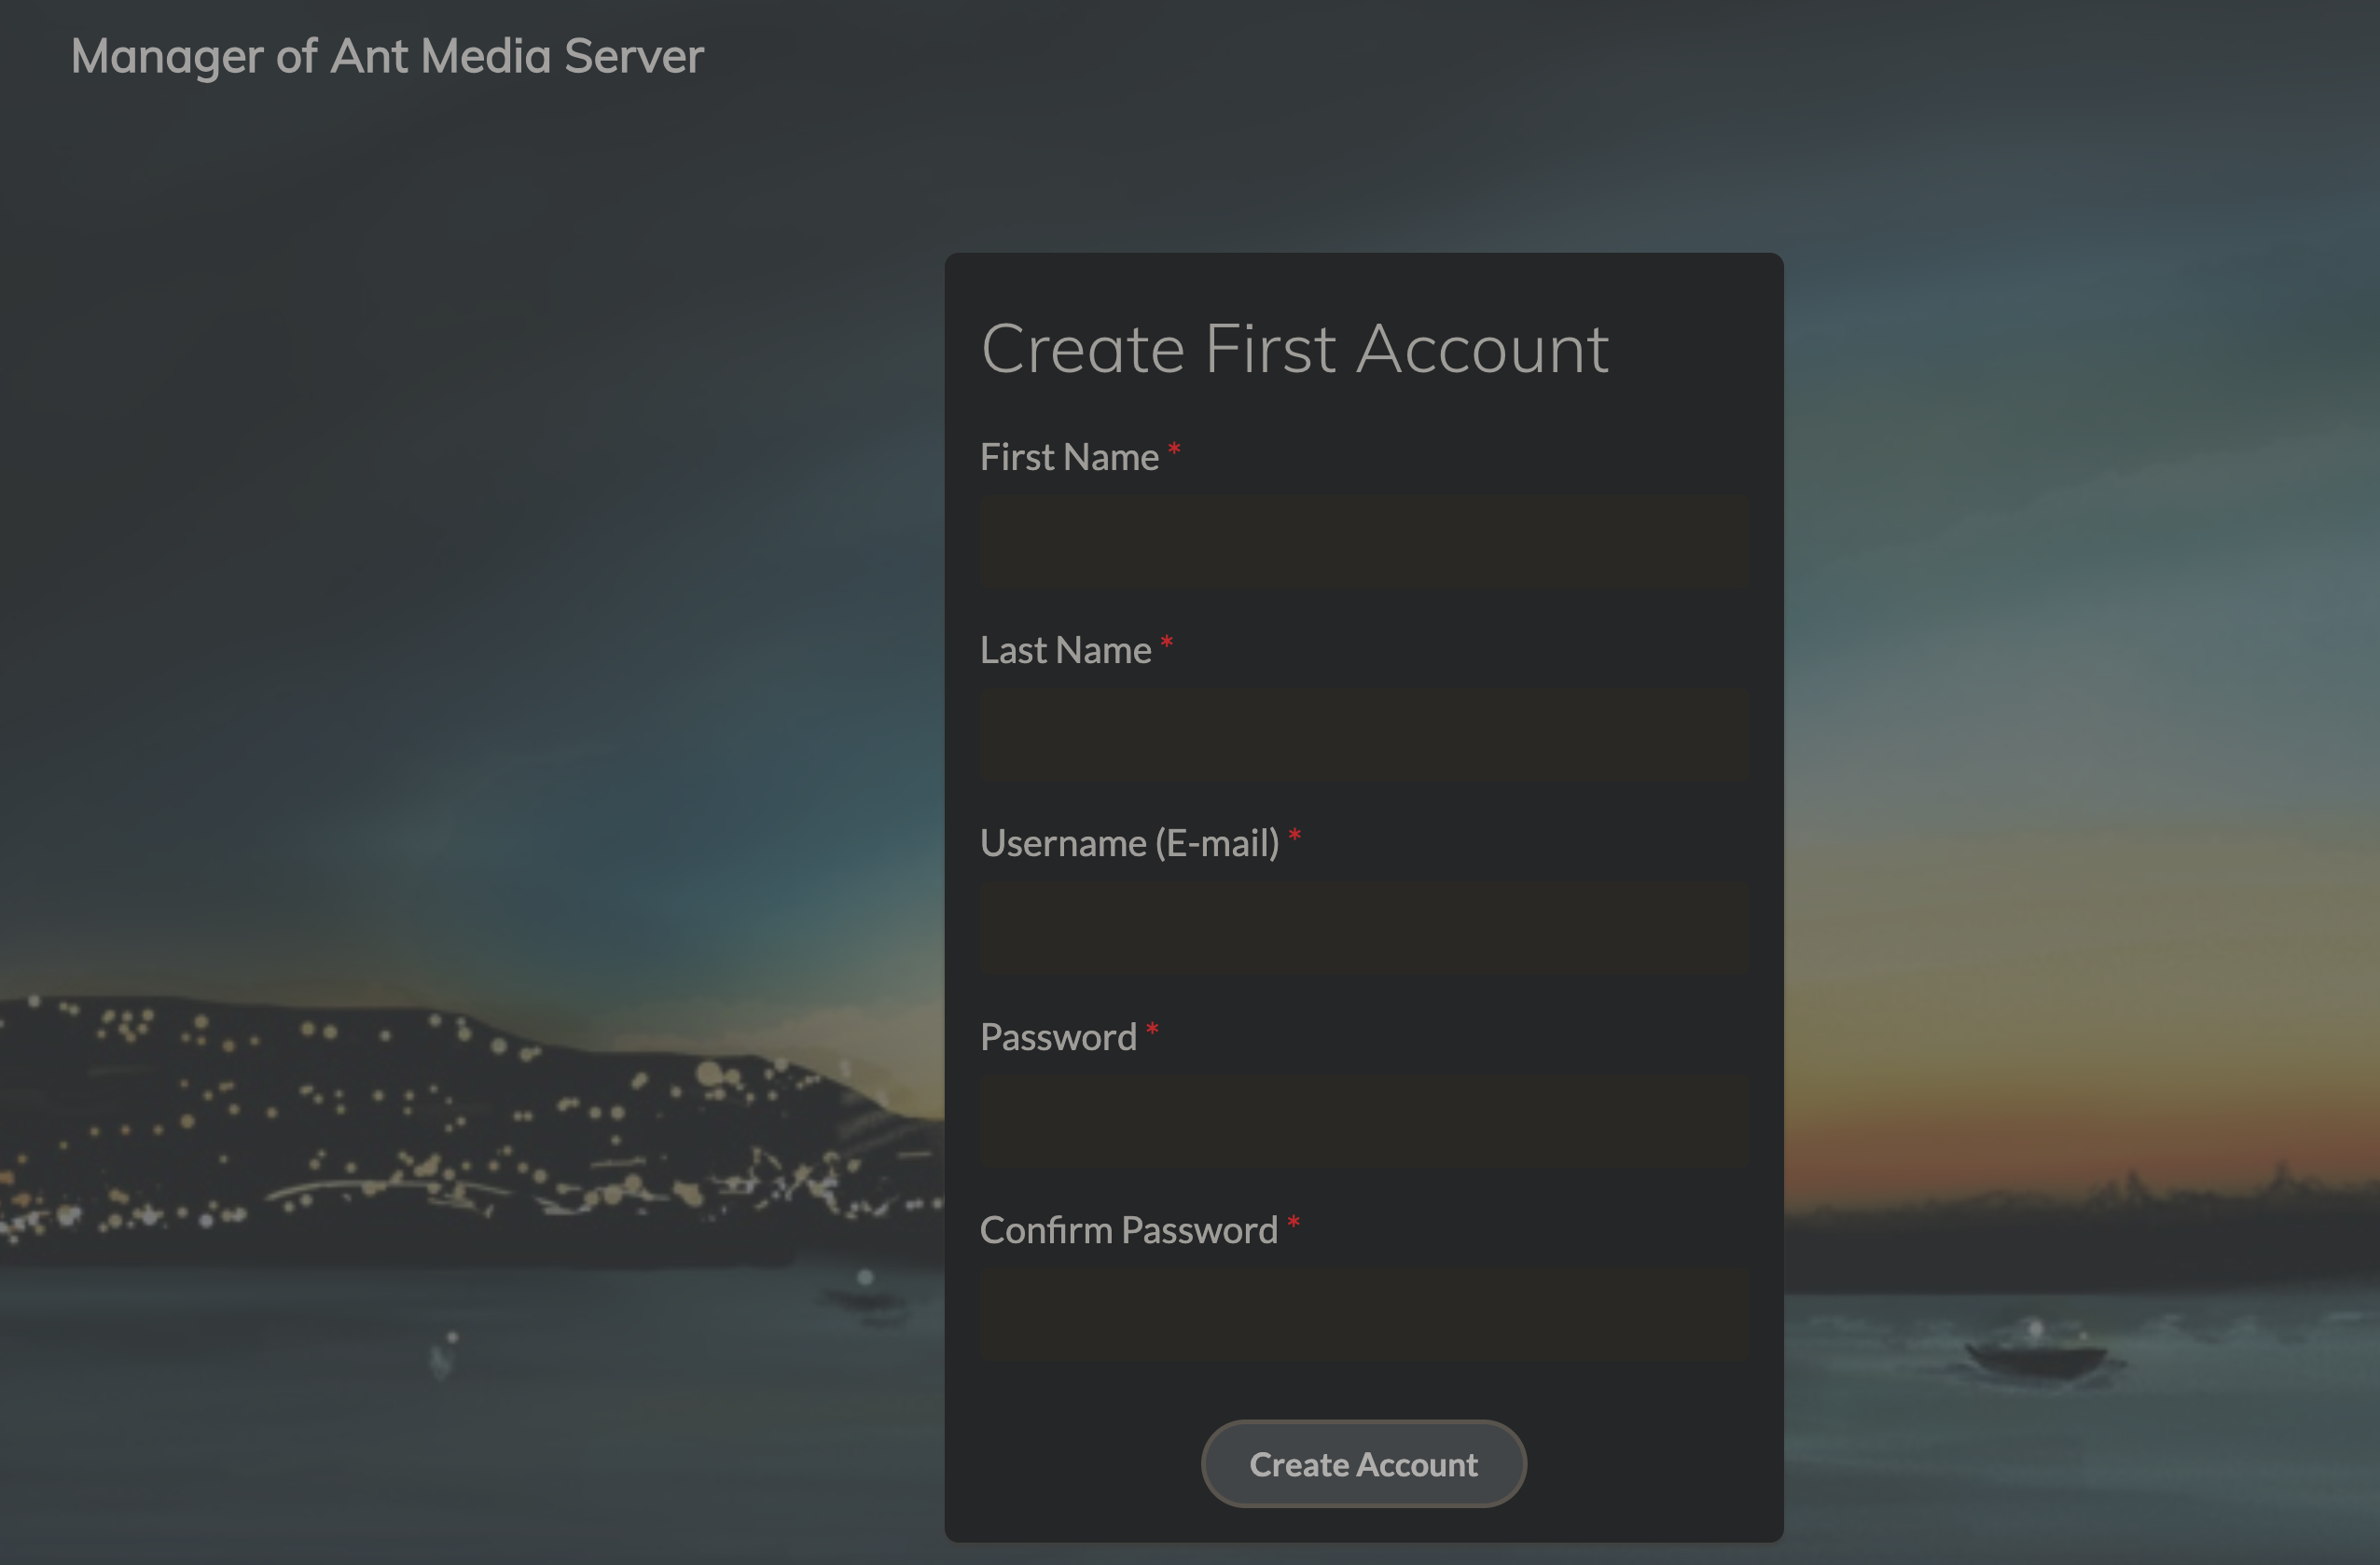 Manager of Ant Media Server
Create First Account
First Name *
Last Name *
Username (E-mail) *
Password *
Confirm Password *
Create Account